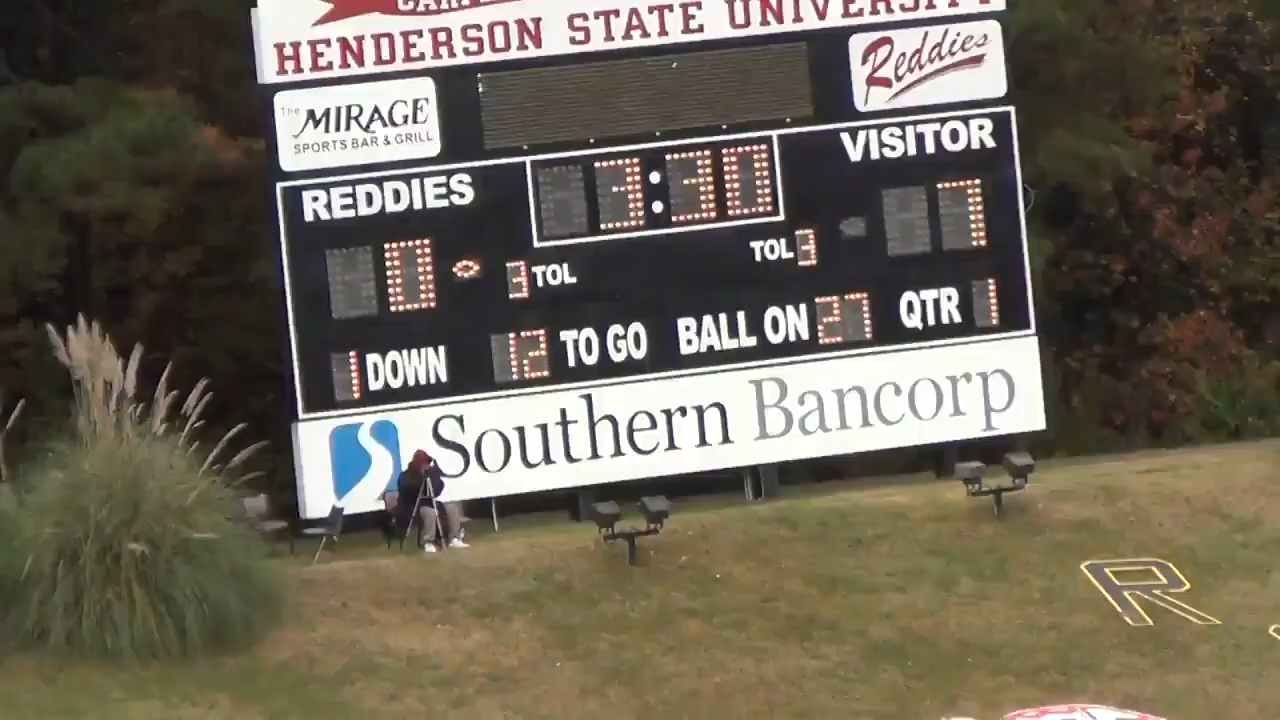 HENDERSON STATE UNIVERSITY
The
MIRAGE
SPORTS BAR & GRILL
Reddies
REDDIES
3:30
VISITOR
0
3 TOL
TOL 3
7
1 DOWN
12 TO GO
BALL ON 27
QTR 1
Southern Bancorp
R